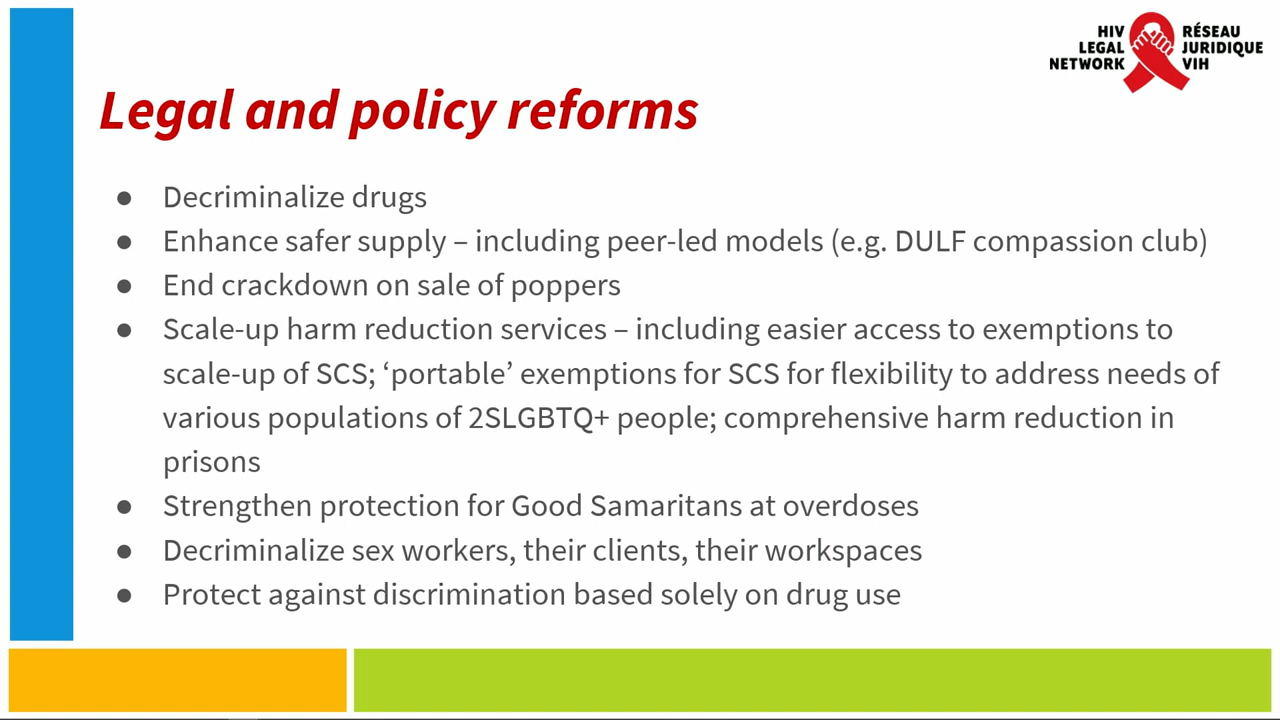 HIV LEGAL NETWORK
RÉSEAU JURIDIQUE VIH
Legal and policy reforms
● Decriminalize drugs
● Enhance safer supply – including peer-led models (e.g. DULF compassion club)
● End crackdown on sale of poppers
● Scale-up harm reduction services – including easier access to exemptions to
scale-up of SCS; ‘portable’ exemptions for SCS for flexibility to address needs of
various populations of 2SLGBTQ+ people; comprehensive harm reduction in
prisons
● Strengthen protection for Good Samaritans at overdoses
● Decriminalize sex workers, their clients, their workspaces
● Protect against discrimination based solely on drug use